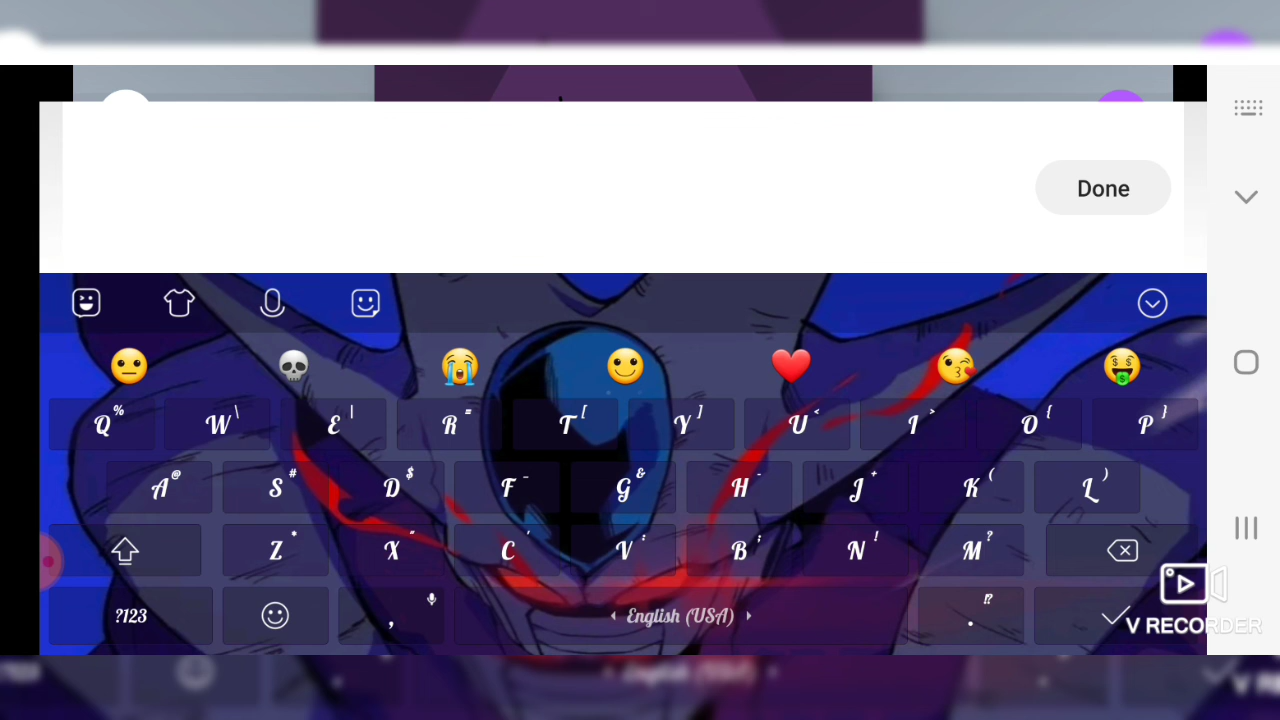 Done
Q % W \ E | R = T [ Y ] U < I > O { P }
A @ S # D $ F - G & H - J + K ( L )
Z * X " C ' V : B ; N ! M ?
?123 , English (USA) . !?
V RECORDER